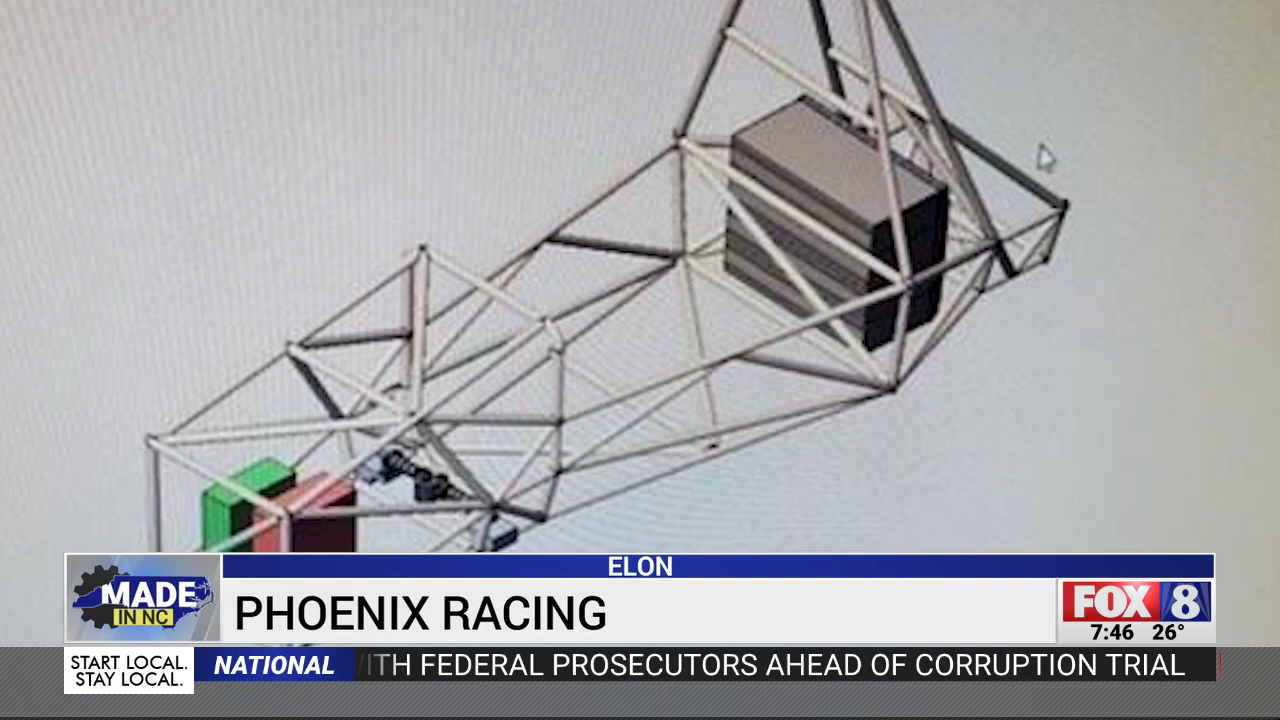 ELON
MADE
IN NC
PHOENIX RACING
FOX 8
7:46 26°
START LOCAL.
STAY LOCAL.
NATIONAL
ITH FEDERAL PROSECUTORS AHEAD OF CORRUPTION TRIAL